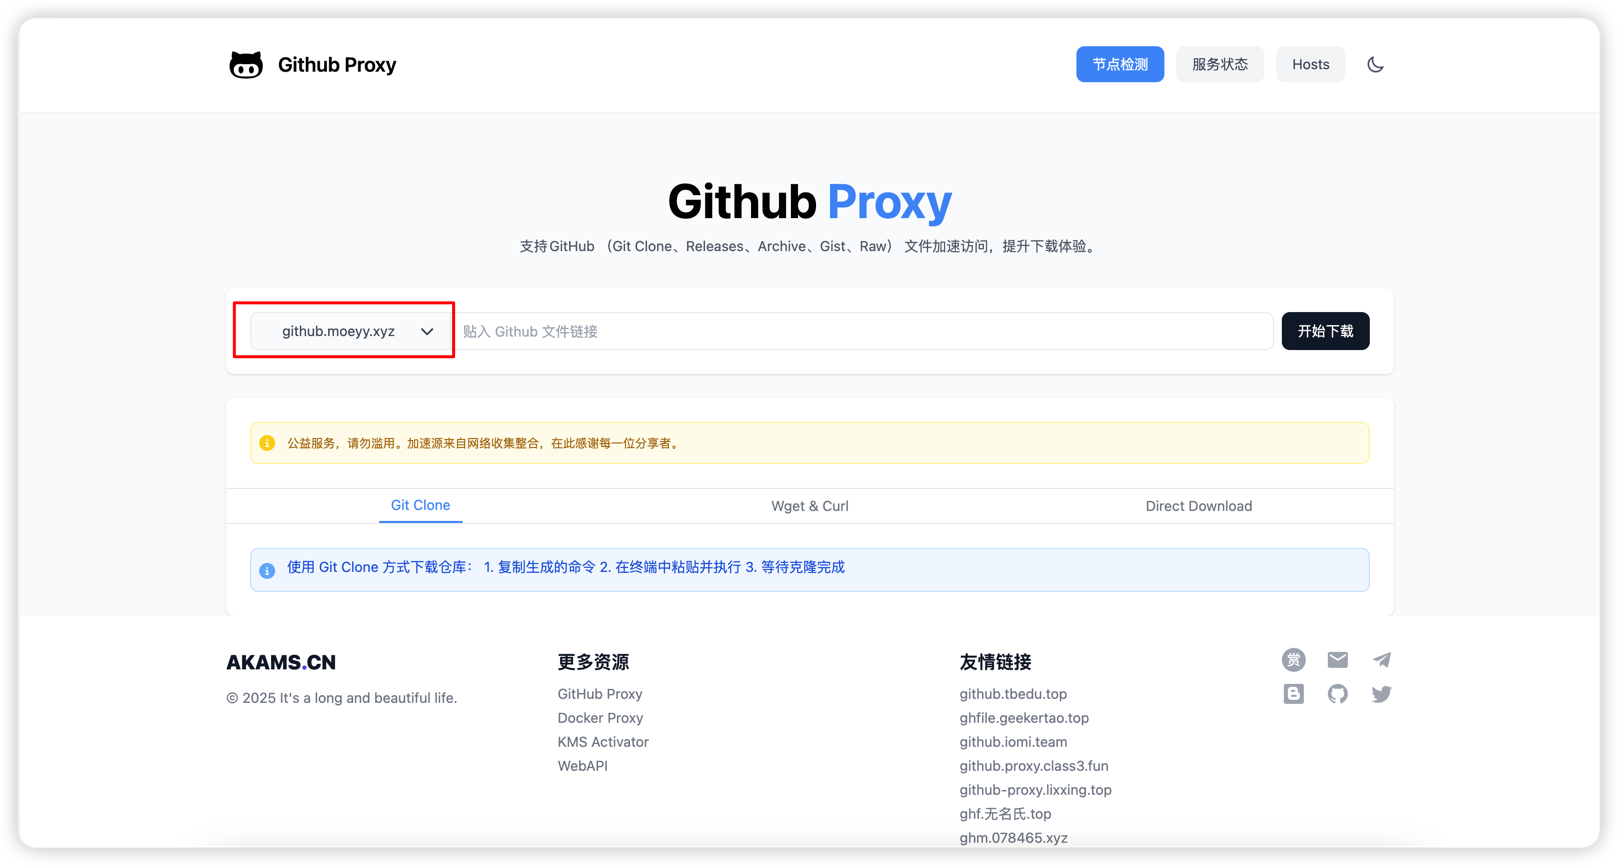 Github Proxy
节点检测
服务状态
Hosts
Github Proxy
支持GitHub （Git Clone、Releases、Archive、Gist、Raw） 文件加速访问，提升下载体验。
github.moeyy.xyz
贴入 Github 文件链接
开始下载
公益服务，请勿滥用。加速源来自网络收集整合，在此感谢每一位分享者。
Git Clone
Wget & Curl
Direct Download
使用 Git Clone 方式下载仓库： 1. 复制生成的命令 2. 在终端中粘贴并执行 3. 等待克隆完成
AKAMS.CN
© 2025 It's a long and beautiful life.
更多资源
GitHub Proxy
Docker Proxy
KMS Activator
WebAPI
友情链接
github.tbedu.top
ghfile.geekertao.top
github.iomi.team
github.proxy.class3.fun
github-proxy.lixxing.top
ghf.无名氏.top
ghm.078465.xyz
赏